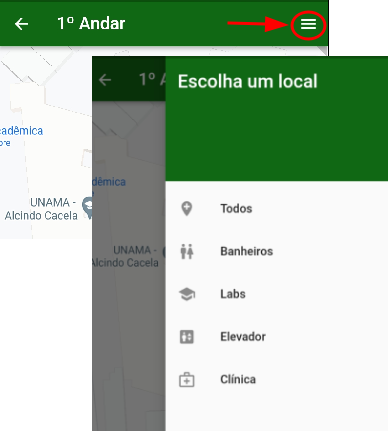 1º Andar
adêmica
ore
UNAMA -
Alcindo Cacela
1º A
Escolha um local
dêmica
UNAMA -
Alcindo Cacela
Todos
Banheiros
Labs
Elevador
Clínica